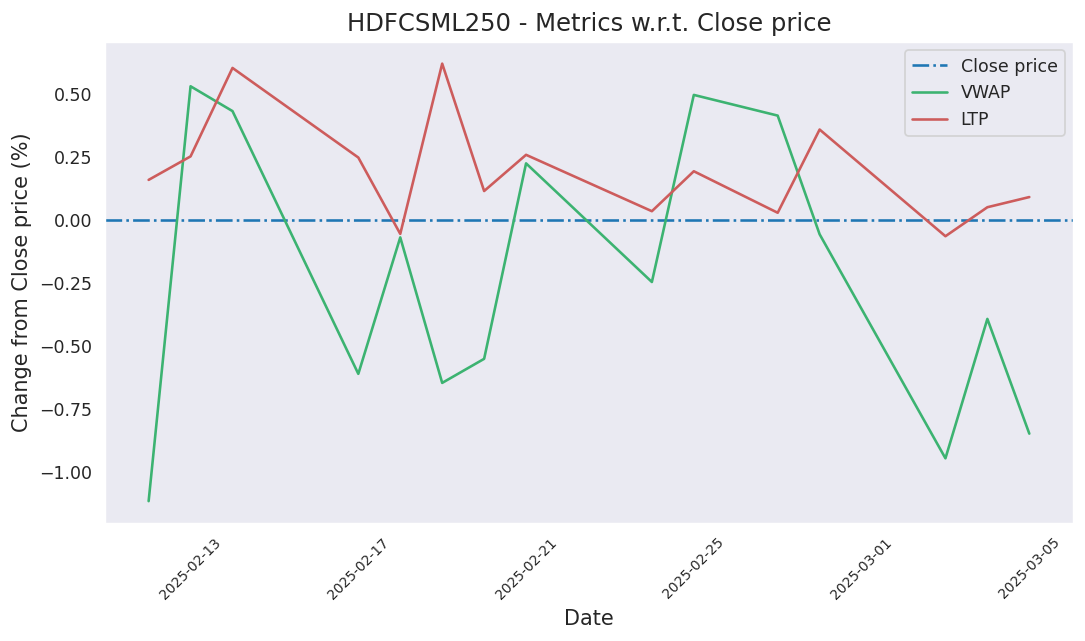 HDFCSML250 - Metrics w.r.t. Close price
Close price
VWAP
LTP
Change from Close price (%)
0.50
0.25
0.00
−0.25
−0.50
−0.75
−1.00
2025-02-13
2025-02-17
2025-02-21
2025-02-25
2025-03-01
2025-03-05
Date